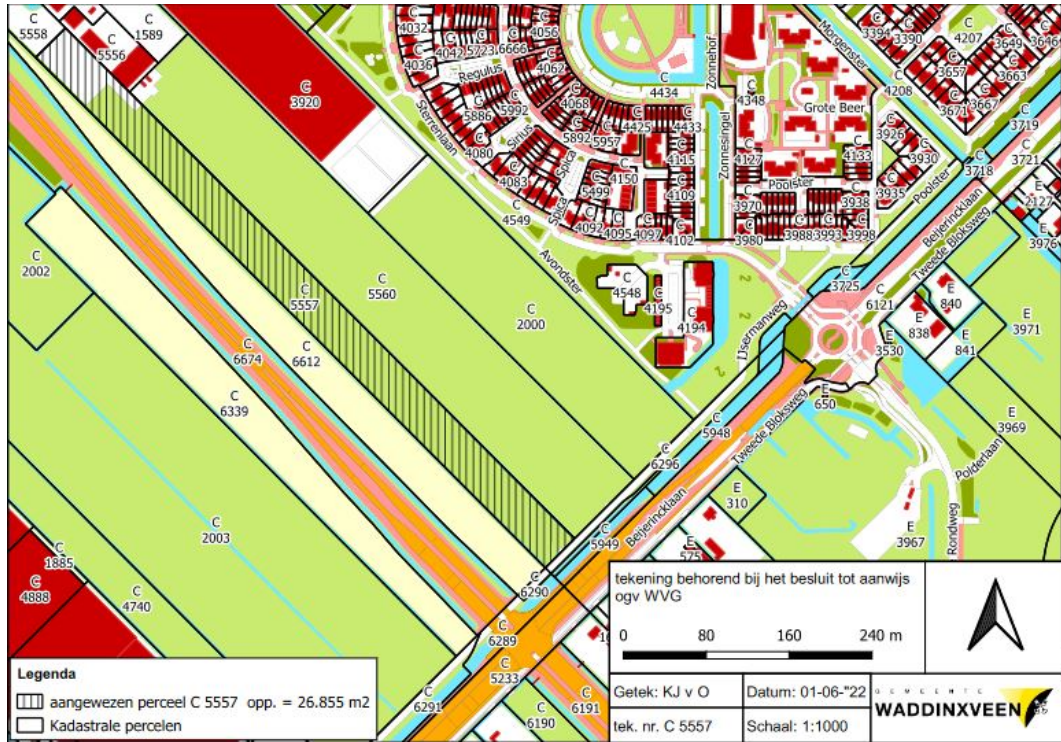 C
5558
C
5556
C
1589
C
3920
C
4032
C
4036
C
4042
C
5723
C
6666
C
4056
Regulus
C
4062
C
5886
C
5992
C
4068
C
4080
Sirius
C
5892
C
5957
Sterrenlaan
Spica
C
4083
C
5499
C
4150
Spica
C
4549
C
4092
C
4095
C
4097
C
4102
C
4109
C
4115
C
4425
C
4433
C
4434
Zonnehof
Zonnesingel
C
4348
Grote Beer
C
4127
C
4133
Poolster
C
3970
C
3980
C
3988
C
3993
C
3998
C
3938
C
3935
C
3926
C
3930
Morgenster
C
3394
C
3390
C
4207
C
4208
C
3649
C
3646
C
3657
C
3663
C
3667
C
3671
C
3719
C
3718
C
3721
Poolster
Beijerincklaan
Tweede Bloksweg
E
2127
E
3976
C
2002
C
5557
C
5560
C
2000
Avondster
C
4548
C
4195
C
4194
IJsermanweg
C
3725
C
6121
E
840
E
838
E
841
E
3530
E
3971
C
6674
C
6612
C
6339
E
650
C
5948
Tweede Bloksweg
C
6296
E
3969
Polderlaan
E
310
Beijerincklaan
C
5949
E
575
E
3967
Rondweg
C
2003
C
1885
C
4888
C
4740
C
6290
C
6289
C
5233
C
6291
C
6190
C
6191
Legenda
aangewezen perceel C 5557 opp. = 26.855 m2
Kadastrale percelen
tekening behorend bij het besluit tot aanwijs
ogv WVG
0 80 160 240 m
Getek: KJ v O
Datum: 01-06-"22
tek. nr. C 5557
Schaal: 1:1000
GEMEENTE
WADDINXVEEN